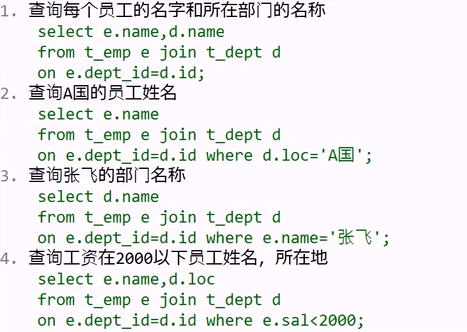 1. 查询每个员工的名字和所在部门的名称
select e.name,d.name
from t_emp e join t_dept d
on e.dept_id=d.id;
2. 查询A国的员工姓名
select e.name
from t_emp e join t_dept d
on e.dept_id=d.id where d.loc='A国';
3. 查询张飞的部门名称
select d.name
from t_emp e join t_dept d
on e.dept_id=d.id where e.name='张飞';
4. 查询工资在2000以下员工姓名，所在地
select e.name,d.loc
from t_emp e join t_dept d
on e.dept_id=d.id where e.sal<2000;